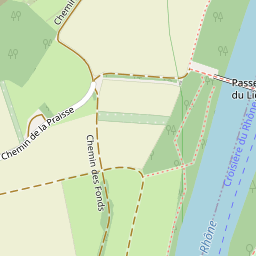 Chemin
Passe
du Lie
Chemin de la Praisse
Chemin des Fonds
Croisière du Rhône
Rhône